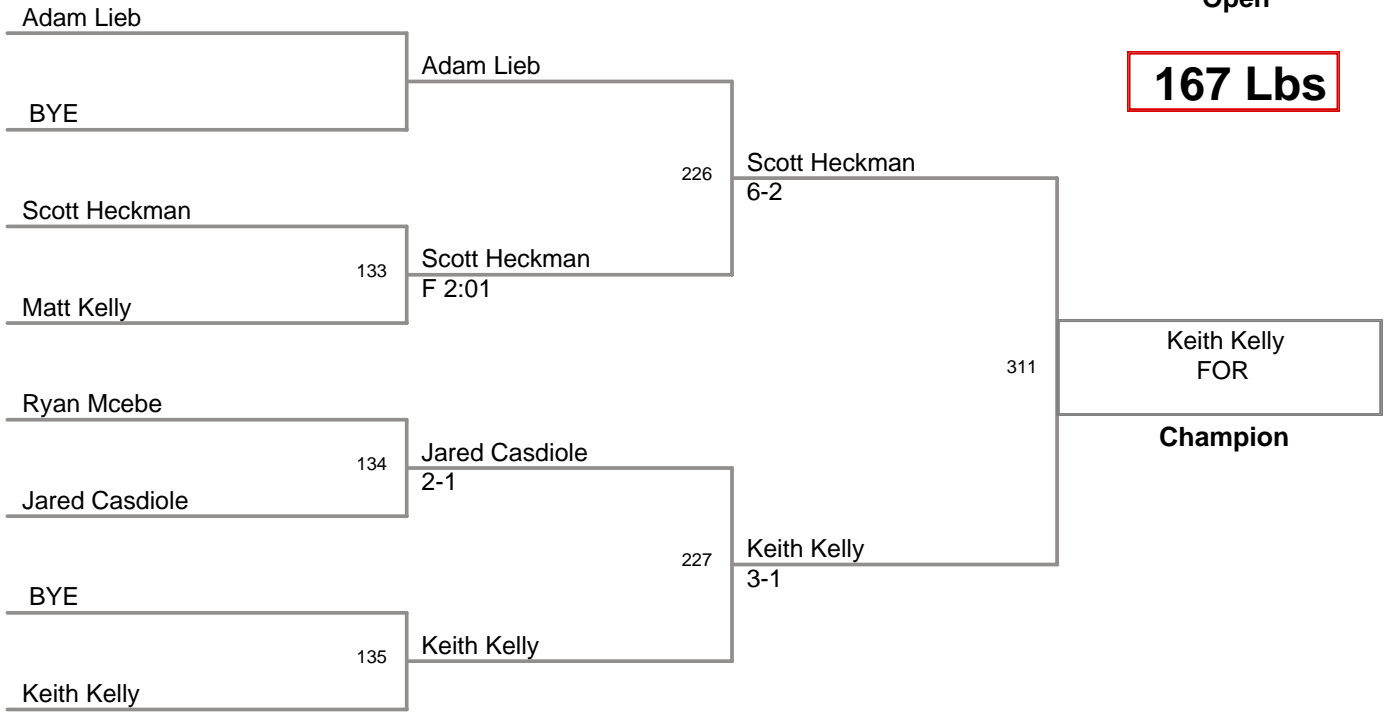 Open
Adam Lieb
Adam Lieb
167 Lbs
BYE
226
Scott Heckman
6-2
Scott Heckman
133
Scott Heckman
F 2:01
Matt Kelly
311
Keith Kelly
FOR
Champion
Ryan Mcebe
134
Jared Casdiole
2-1
Jared Casdiole
227
Keith Kelly
3-1
BYE
135
Keith Kelly
Keith Kelly